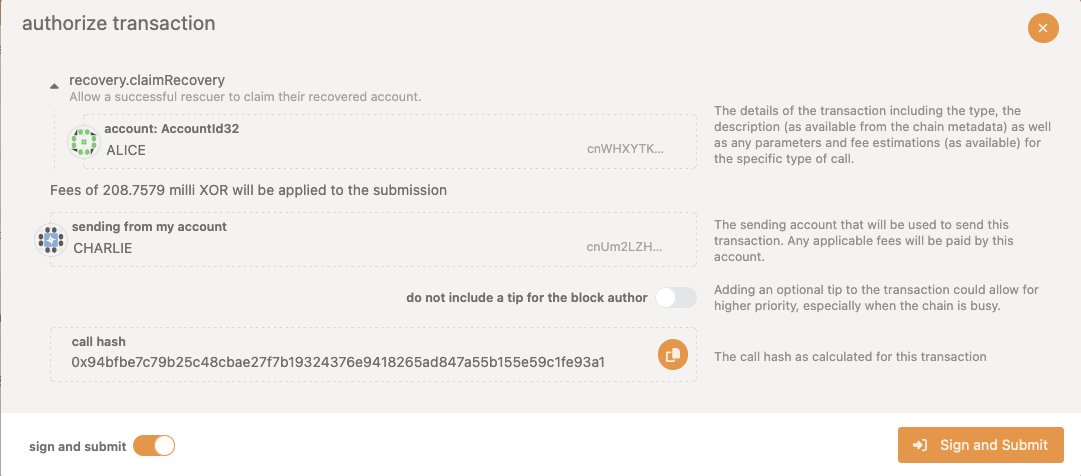 authorize transaction
recovery.claimRecovery
Allow a successful rescuer to claim their recovered account.
account: AccountId32
ALICE
cnWHXYTK...
The details of the transaction including the type, the
description (as available from the chain metadata) as well
as any parameters and fee estimations (as available) for
the specific type of call.
Fees of 208.7579 milli XOR will be applied to the submission
sending from my account
CHARLIE
cnUm2LZH...
The sending account that will be used to send this
transaction. Any applicable fees will be paid by this
account.
do not include a tip for the block author
Adding an optional tip to the transaction could allow for
higher priority, especially when the chain is busy.
call hash
0x94bfbe7c79b25c48cbae27f7b19324376e9418265ad847a55b155e59c1fe93a1
The call hash as calculated for this transaction
sign and submit
Sign and Submit